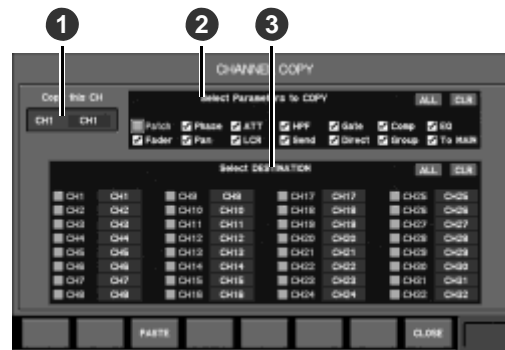 1 2 3
CHANNEL COPY
Copy this CH
Select Parameters to COPY ALL CLR
CH1 CH1
Patch Phase ATT HPF Gate Comp EQ
Fader Pan LCR Send Direct Group To MAIN
Select DESTINATION ALL CLR
CH1 CH1 CH9 CH9 CH17 CH17 CH25 CH25
CH2 CH2 CH10 CH10 CH18 CH18 CH26 CH26
CH3 CH3 CH11 CH11 CH19 CH19 CH27 CH27
CH4 CH4 CH12 CH12 CH20 CH20 CH28 CH28
CH5 CH5 CH13 CH13 CH21 CH21 CH29 CH29
CH6 CH6 CH14 CH14 CH22 CH22 CH30 CH30
CH7 CH7 CH15 CH15 CH23 CH23 CH31 CH31
CH8 CH8 CH16 CH16 CH24 CH24 CH32 CH32
PASTE CLOSE